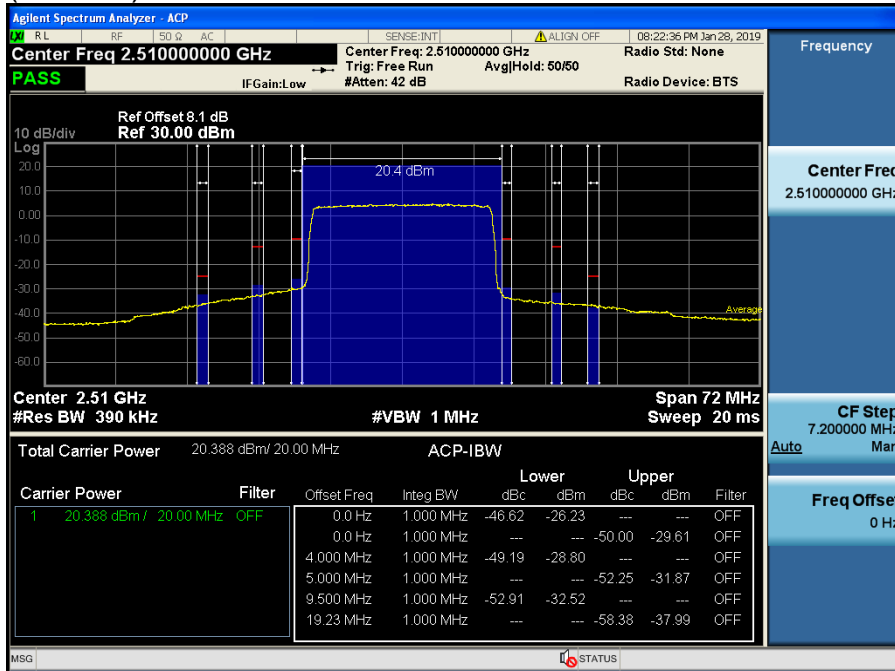 Agilent Spectrum Analyzer - ACP
LXI RL RF 50 Ω AC SENSE:INT ALIGN OFF 08:22:36 PM Jan 28, 2019
Center Freq 2.510000000 GHz Center Freq: 2.510000000 GHz Radio Std: None
Trig: Free Run Avg|Hold: 50/50
PASS IFGain:Low #Atten: 42 dB Radio Device: BTS
Ref Offset 8.1 dB
10 dB/div Ref 30.00 dBm
Log
20.4 dBm
20.0
10.0
0.00
-10.0
-20.0
-30.0
-40.0
Average
-50.0
-60.0
Center 2.51 GHz Span 72 MHz
#Res BW 390 kHz #VBW 1 MHz Sweep 20 ms
Total Carrier Power 20.388 dBm/ 20.00 MHz ACP-IBW
Lower Upper
Carrier Power Filter Offset Freq Integ BW dBc dBm dBc dBm Filter
1 20.388 dBm / 20.00 MHz OFF 0.0 Hz 1.000 MHz -46.62 -26.23 --- --- OFF
0.0 Hz 1.000 MHz --- --- -50.00 -29.61 OFF
4.000 MHz 1.000 MHz -49.19 -28.80 --- --- OFF
5.000 MHz 1.000 MHz --- --- -52.25 -31.87 OFF
9.500 MHz 1.000 MHz -52.91 -32.52 --- --- OFF
19.23 MHz 1.000 MHz --- --- -58.38 -37.99 OFF
MSG STATUS
Frequency
Center Freq
2.510000000 GHz
CF Step
7.200000 MHz
Auto Man
Freq Offset
0 Hz